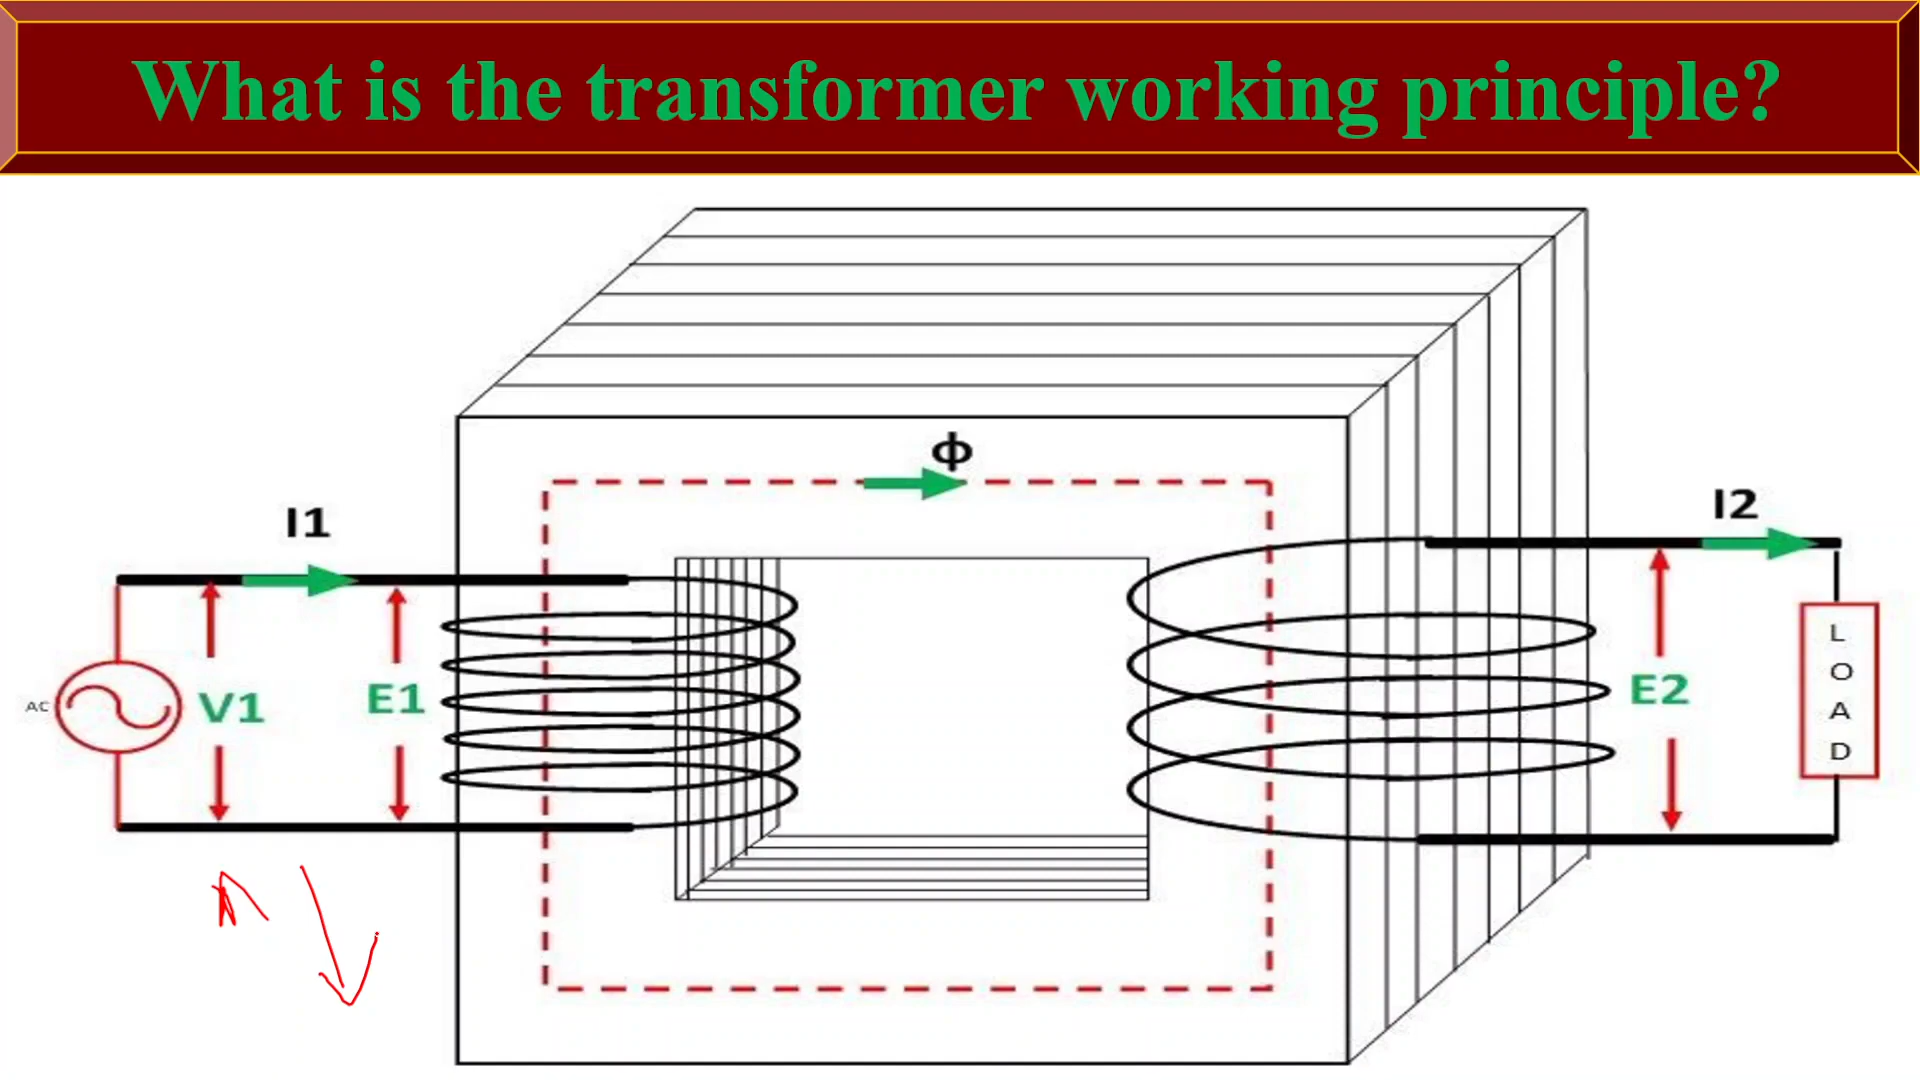 What is the transformer working principle?
ϕ
I1
I2
AC
V1
E1
E2
L
O
A
D